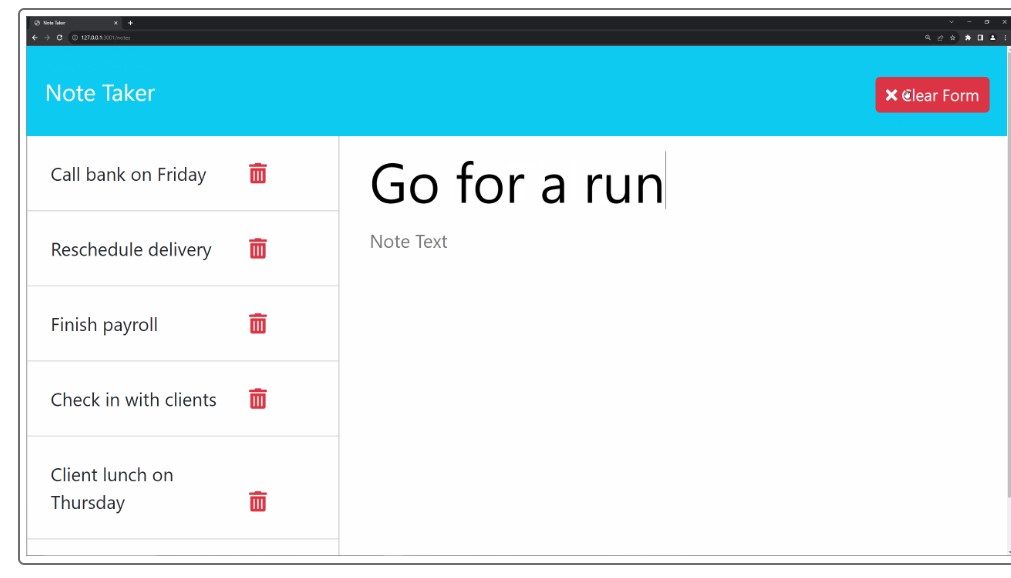 Note Taker
127.0.0.1:3001/notes
Note Taker
Clear Form
Call bank on Friday
Reschedule delivery
Finish payroll
Check in with clients
Client lunch on
Thursday
Go for a run
Note Text